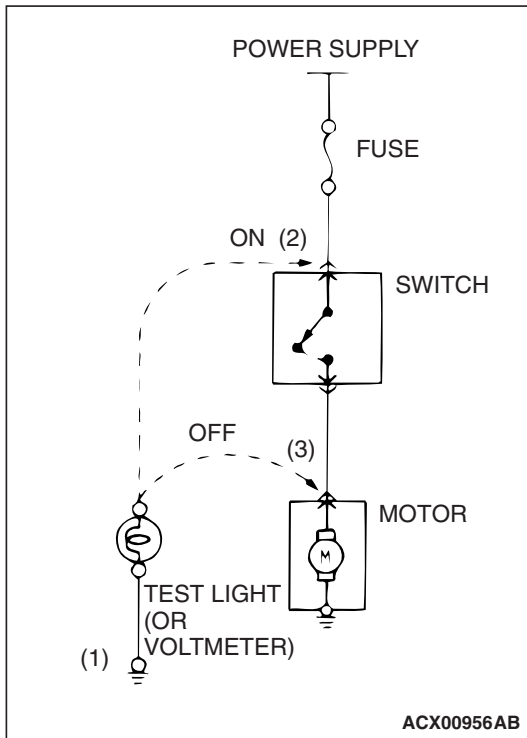 POWER SUPPLY
FUSE
ON (2)
SWITCH
OFF
(3)
MOTOR
M
TEST LIGHT
(OR
VOLTMETER)
(1)
ACX00956AB